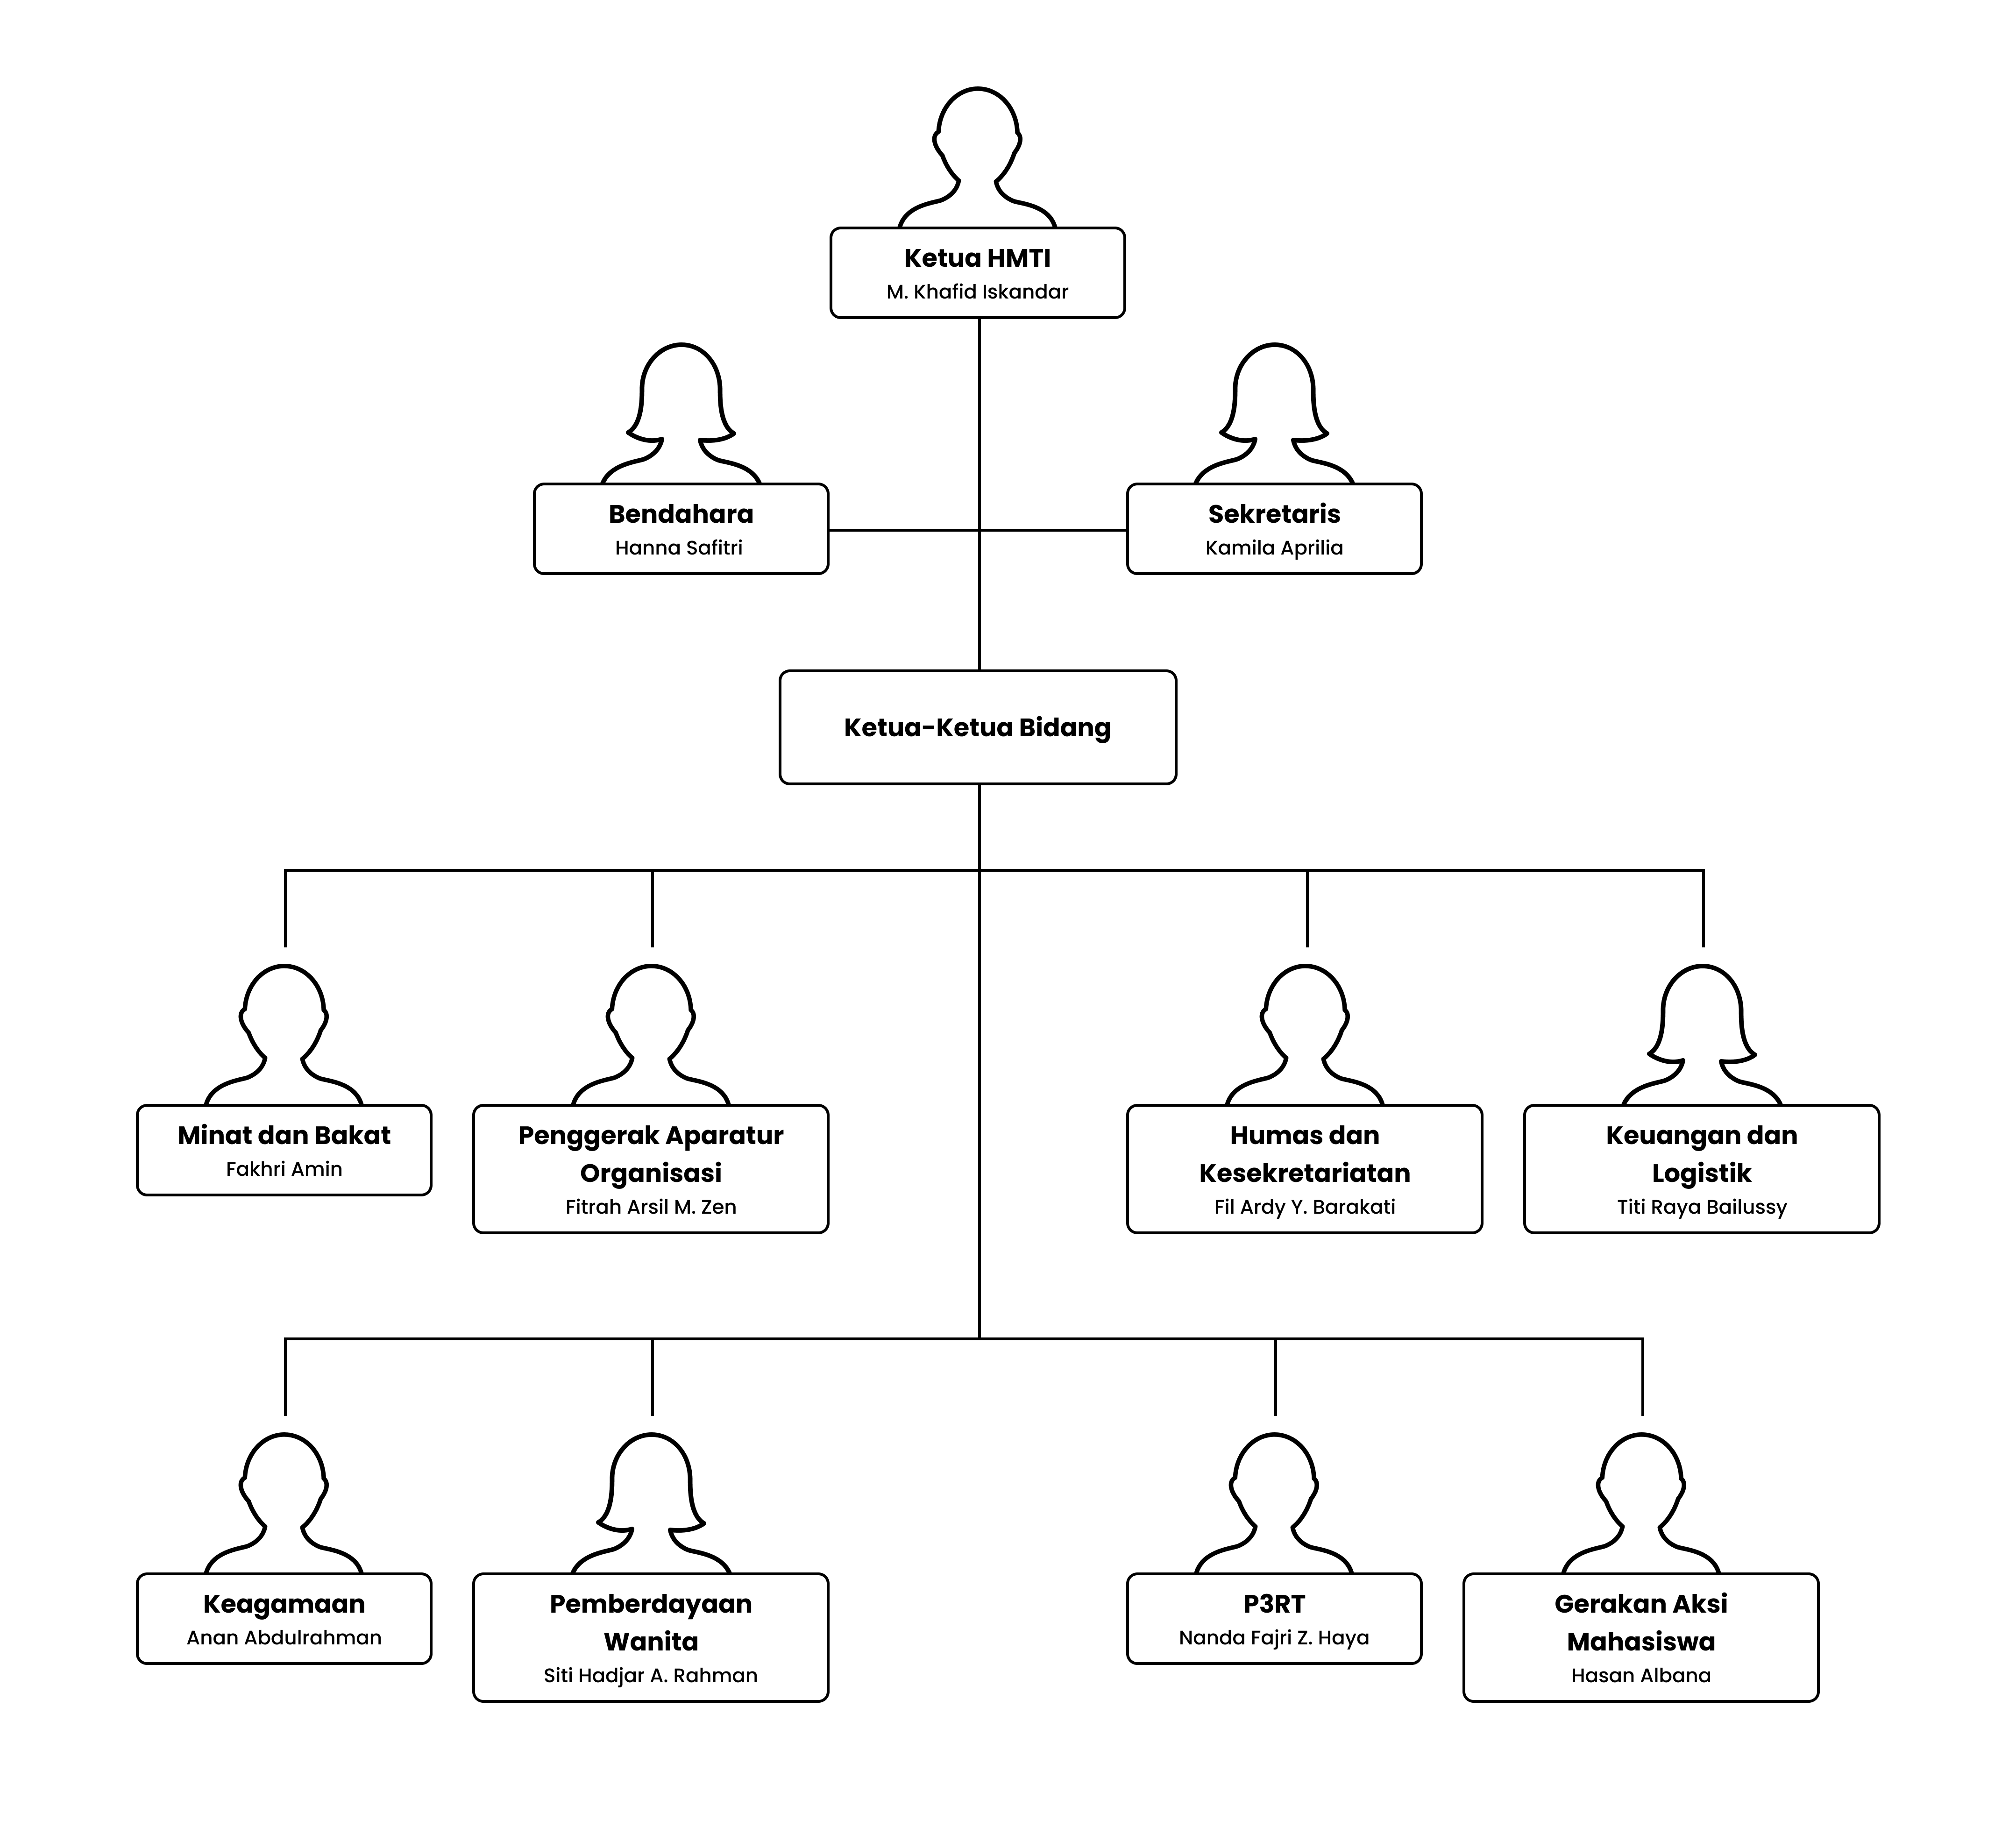 Ketua HMTI
M. Khafid Iskandar
Bendahara
Hanna Safitri
Sekretaris
Kamila Aprilia
Ketua-Ketua Bidang
Minat dan Bakat
Fakhri Amin
Penggerak Aparatur
Organisasi
Fitrah Arsil M. Zen
Humas dan
Kesekretariatan
Fil Ardy Y. Barakati
Keuangan dan
Logistik
Titi Raya Bailussy
Keagamaan
Anan Abdulrahman
Pemberdayaan
Wanita
Siti Hadjar A. Rahman
P3RT
Nanda Fajri Z. Haya
Gerakan Aksi
Mahasiswa
Hasan Albana